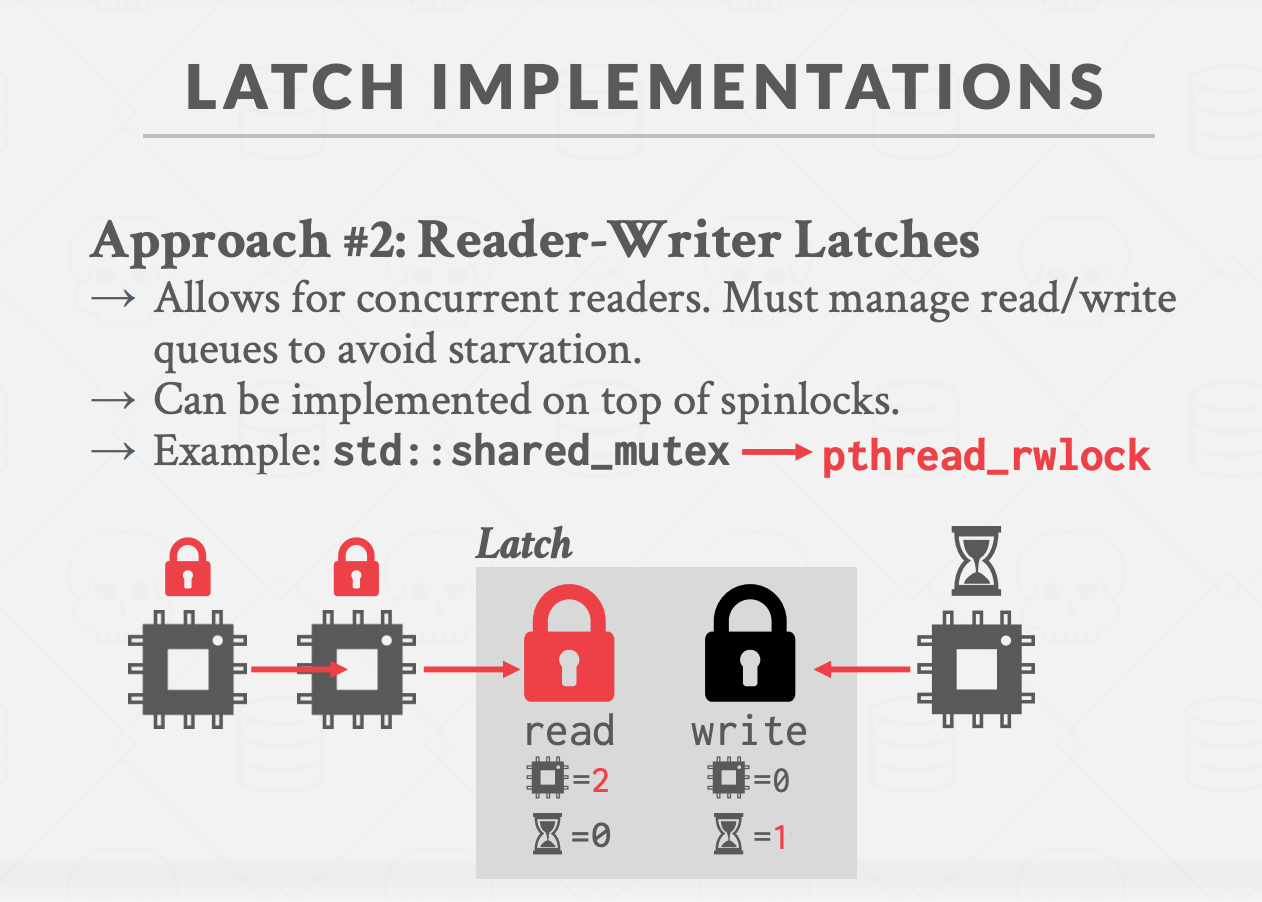 LATCH IMPLEMENTATIONS
Approach #2: Reader-Writer Latches
→ Allows for concurrent readers. Must manage read/write
queues to avoid starvation.
→ Can be implemented on top of spinlocks.
→ Example: std::shared_mutex → pthread_rwlock
Latch
read write
=2 =0
=0 =1